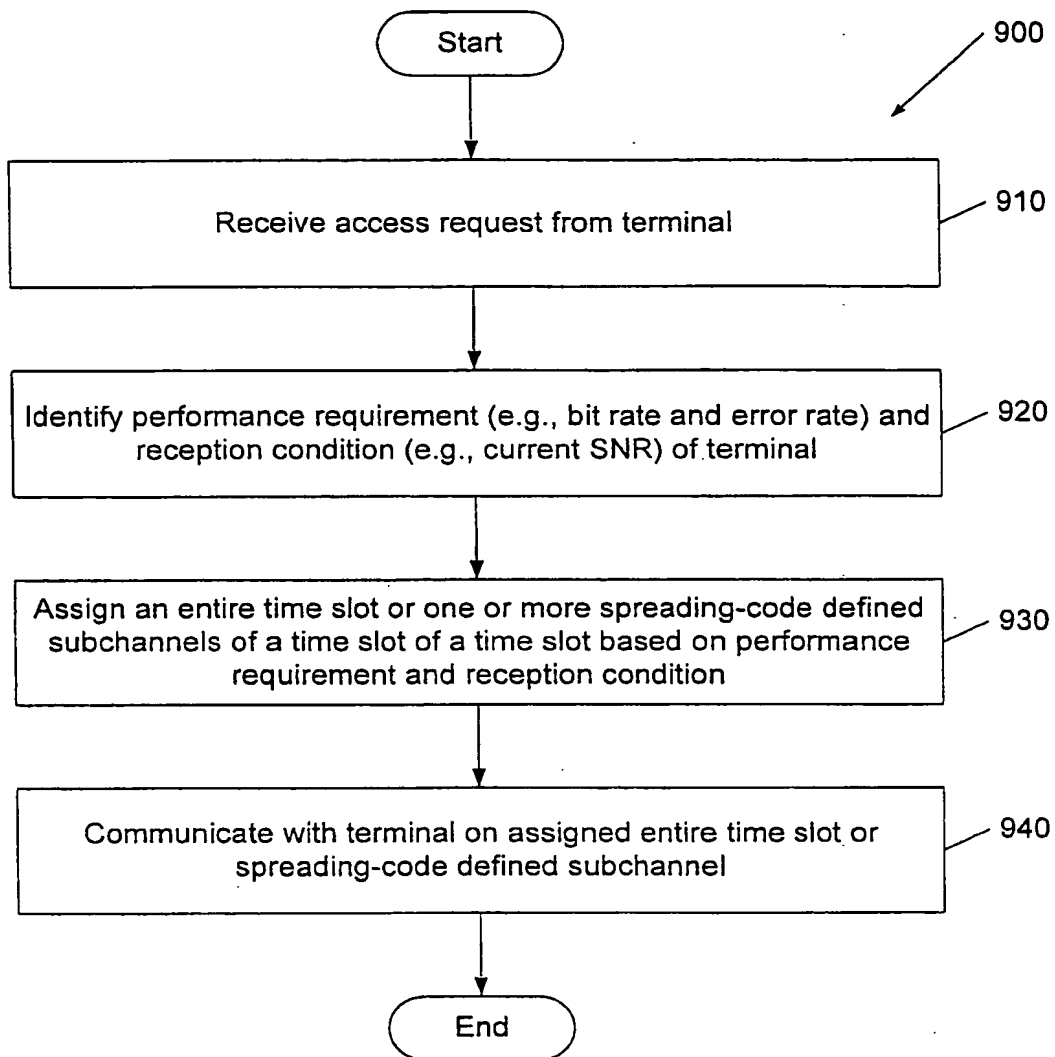 Start
900
Receive access request from terminal
910
Identify performance requirement (e.g., bit rate and error rate) and
reception condition (e.g., current SNR) of terminal
920
Assign an entire time slot or one or more spreading-code defined
subchannels of a time slot of a time slot based on performance
requirement and reception condition
930
Communicate with terminal on assigned entire time slot or
spreading-code defined subchannel
940
End